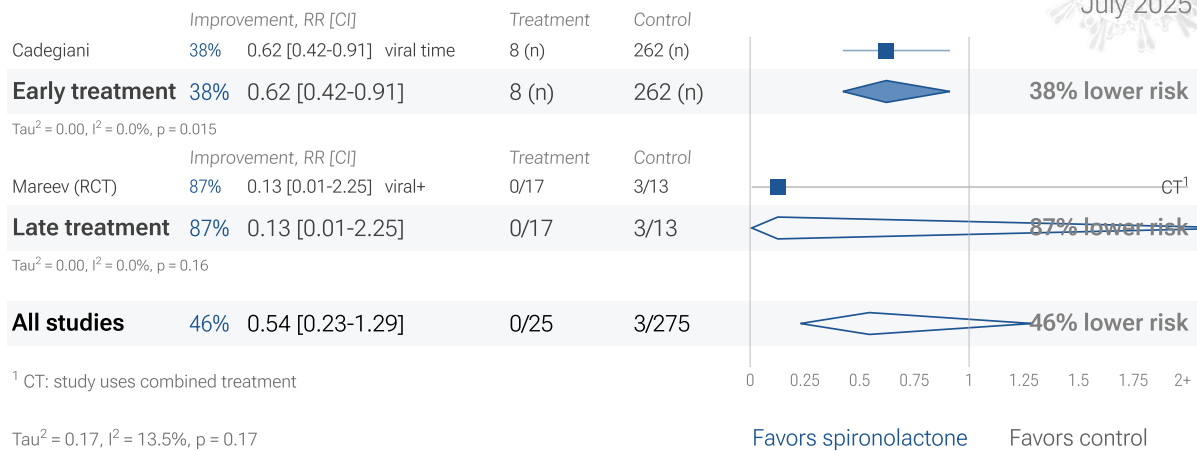 July 2025
Improvement, RR [CI] Treatment Control
Cadegiani 38% 0.62 [0.42-0.91] viral time 8 (n) 262 (n)
Early treatment 38% 0.62 [0.42-0.91] 8 (n) 262 (n) 38% lower risk
Tau² = 0.00, I² = 0.0%, p = 0.015
Improvement, RR [CI] Treatment Control
Mareev (RCT) 87% 0.13 [0.01-2.25] viral+ 0/17 3/13 CT¹
Late treatment 87% 0.13 [0.01-2.25] 0/17 3/13 87% lower risk
Tau² = 0.00, I² = 0.0%, p = 0.16
All studies 46% 0.54 [0.23-1.29] 0/25 3/275 46% lower risk
¹ CT: study uses combined treatment
0 0.25 0.5 0.75 1 1.25 1.5 1.75 2+
Tau² = 0.17, I² = 13.5%, p = 0.17
Favors spironolactone Favors control